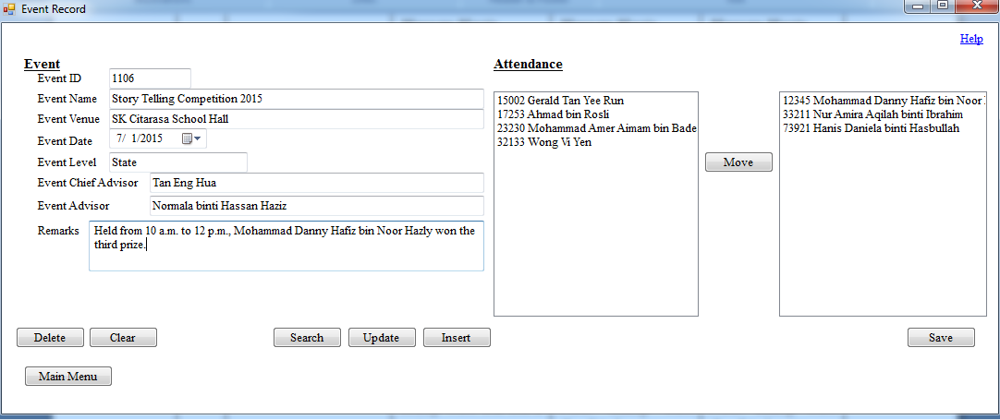 Event Record
Help
Event
Event ID 1106
Event Name Story Telling Competition 2015
Event Venue SK Citarasa School Hall
Event Date 7/ 1/2015
Event Level State
Event Chief Advisor Tan Eng Hua
Event Advisor Normala binti Hassan Haziz
Remarks Held from 10 a.m. to 12 p.m., Mohammad Danny Hafiz bin Noor Hazly won the
third prize.
Attendance
15002 Gerald Tan Yee Run
17253 Ahmad bin Rosli
23230 Mohammad Amer Aimam bin Bade
32133 Wong Vi Yen
Move
12345 Mohammad Danny Hafiz bin Noor
33211 Nur Amira Aqilah binti Ibrahim
73921 Hanis Daniela binti Hasbullah
Delete Clear Search Update Insert Save
Main Menu